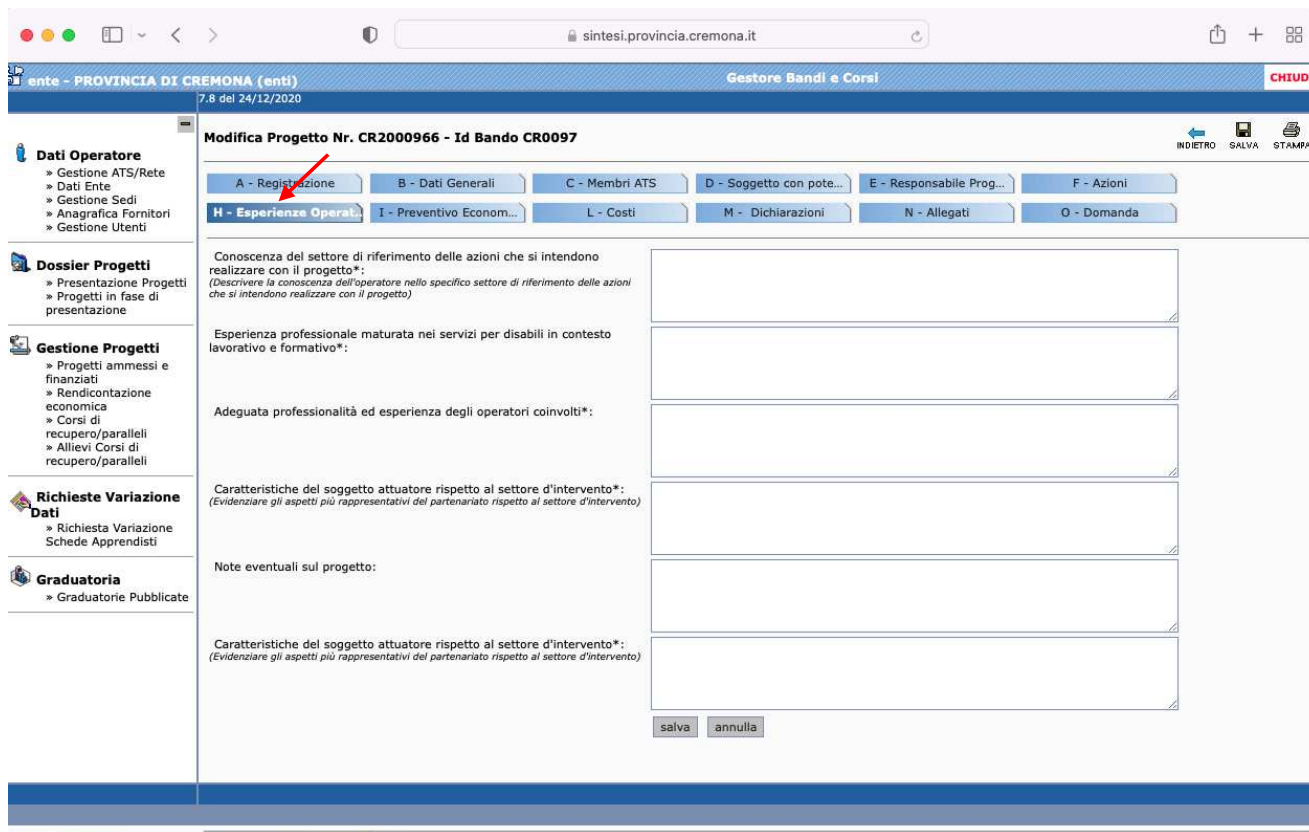 sintesi.provincia.cremona.it
ente - PROVINCIA DI CREMONA (enti)
Gestore Bandi e Corsi
CHIUD
7.8 del 24/12/2020
Dati Operatore
» Gestione ATS/Rete
» Dati Ente
» Gestione Sedi
» Anagrafica Fornitori
» Gestione Utenti
Dossier Progetti
» Presentazione Progetti
» Progetti in fase di
presentazione
Gestione Progetti
» Progetti ammessi e
finanziati
» Rendicontazione
economica
» Corsi di
recupero/paralleli
» Allievi Corsi di
recupero/paralleli
Richieste Variazione
Dati
» Richiesta Variazione
Schede Apprendisti
Graduatoria
» Graduatorie Pubblicate
Modifica Progetto Nr. CR2000966 - Id Bando CR0097
INDIETRO SALVA STAMPA
A - Registrazione B - Dati Generali C - Membri ATS D - Soggetto con pote... E - Responsabile Prog... F - Azioni
H - Esperienze Operat... I - Preventivo Econom... L - Costi M - Dichiarazioni N - Allegati O - Domanda
Conoscenza del settore di riferimento delle azioni che si intendono
realizzare con il progetto*:
(Descrivere la conoscenza dell'operatore nello specifico settore di riferimento delle azioni
che si intendono realizzare con il progetto)
Esperienza professionale maturata nei servizi per disabili in contesto
lavorativo e formativo*:
Adeguata professionalità ed esperienza degli operatori coinvolti*:
Caratteristiche del soggetto attuatore rispetto al settore d'intervento*:
(Evidenziare gli aspetti più rappresentativi del partenariato rispetto al settore d'intervento)
Note eventuali sul progetto:
Caratteristiche del soggetto attuatore rispetto al settore d'intervento*:
(Evidenziare gli aspetti più rappresentativi del partenariato rispetto al settore d'intervento)
salva annulla